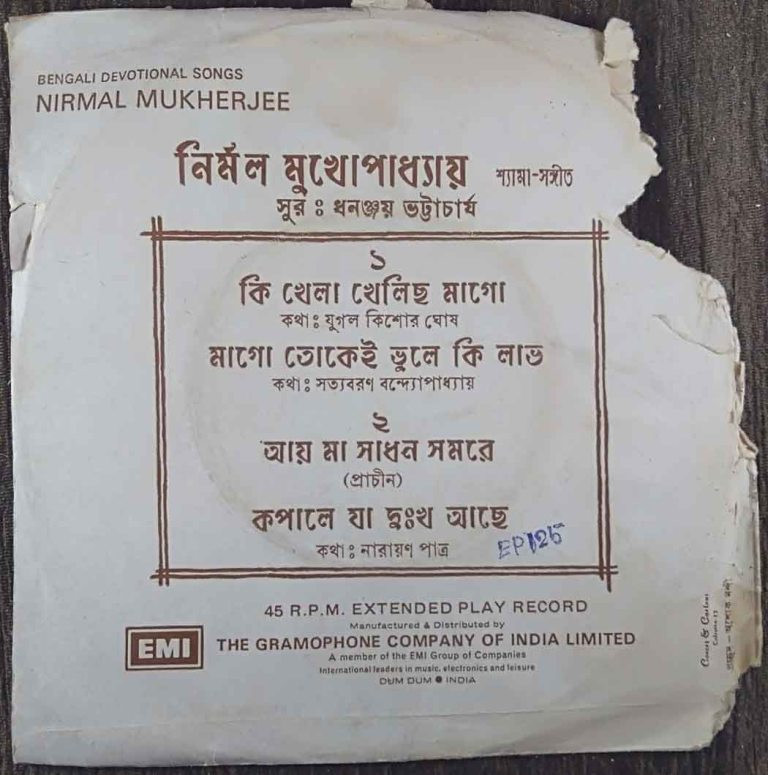 BENGALI DEVOTIONAL SONGS
NIRMAL MUKHERJEE
নির্মল মুখোপাধ্যায় শ্যামা-সঙ্গীত
সুর : ধনঞ্জয় ভট্টাচার্য
১
কি খেলা খেলিছ মাগো
কথা : যুগল কিশোর ঘোষ
মাগো তোকেই ভুলে কি লাভ
কথা : সত্যবরণ বন্দ্যোপাধ্যায়
২
আয় মা সাধন সমরে
(প্রাচীন)
কপালে যা দুঃখ আছে
কথা : নারায়ণ পাত্র
EP125
45 R.P.M. EXTENDED PLAY RECORD
Manufactured & Distributed by
EMI THE GRAMOPHONE COMPANY OF INDIA LIMITED
A member of the EMI Group of Companies
International leaders in music, electronics and leisure
DUM DUM ● INDIA